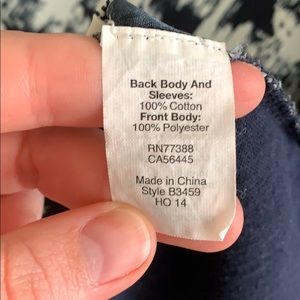 Back Body And
Sleeves:
100% Cotton
Front Body:
100% Polyester
RN77388
CA56445
Made in China
Style B3459
HO 14